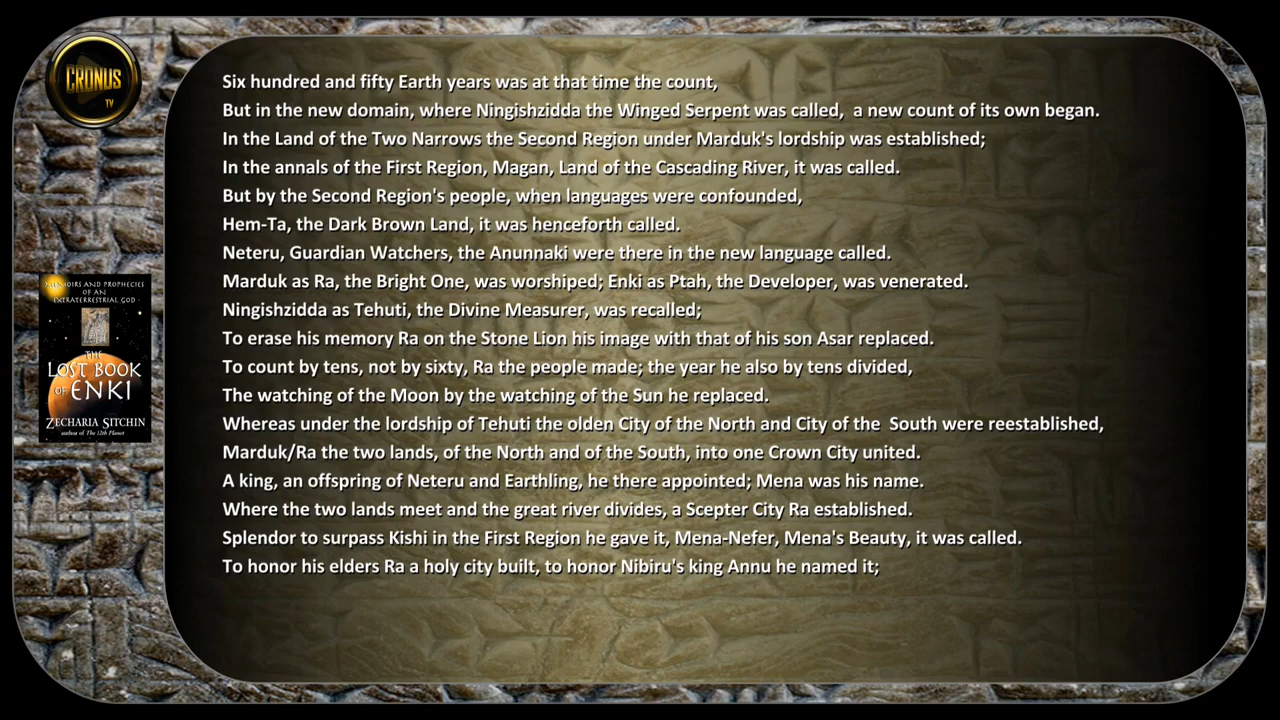 CRONUS
TV
Six hundred and fifty Earth years was at that time the count,
But in the new domain, where Ningishzidda the Winged Serpent was called,  a new count of its own began.
In the Land of the Two Narrows the Second Region under Marduk's lordship was established;
In the annals of the First Region, Magan, Land of the Cascading River, it was called.
But by the Second Region's people, when languages were confounded,
Hem-Ta, the Dark Brown Land, it was henceforth called.
Neteru, Guardian Watchers, the Anunnaki were there in the new language called.
Marduk as Ra, the Bright One, was worshiped; Enki as Ptah, the Developer, was venerated.
Ningishzidda as Tehuti, the Divine Measurer, was recalled;
To erase his memory Ra on the Stone Lion his image with that of his son Asar replaced.
To count by tens, not by sixty, Ra the people made; the year he also by tens divided,
The watching of the Moon by the watching of the Sun he replaced.
Whereas under the lordship of Tehuti the olden City of the North and City of the  South were reestablished,
Marduk/Ra the two lands, of the North and of the South, into one Crown City united.
A king, an offspring of Neteru and Earthling, he there appointed; Mena was his name.
Where the two lands meet and the great river divides, a Scepter City Ra established.
Splendor to surpass Kishi in the First Region he gave it, Mena-Nefer, Mena's Beauty, it was called.
To honor his elders Ra a holy city built, to honor Nibiru's king Annu he named it;
MEMOIRS AND PROPHECIES
OF AN
EXTRATERRESTRIAL GOD
THE
LOST BOOK
OF ENKI
ZECHARIA SITCHIN
author of The 12th Planet